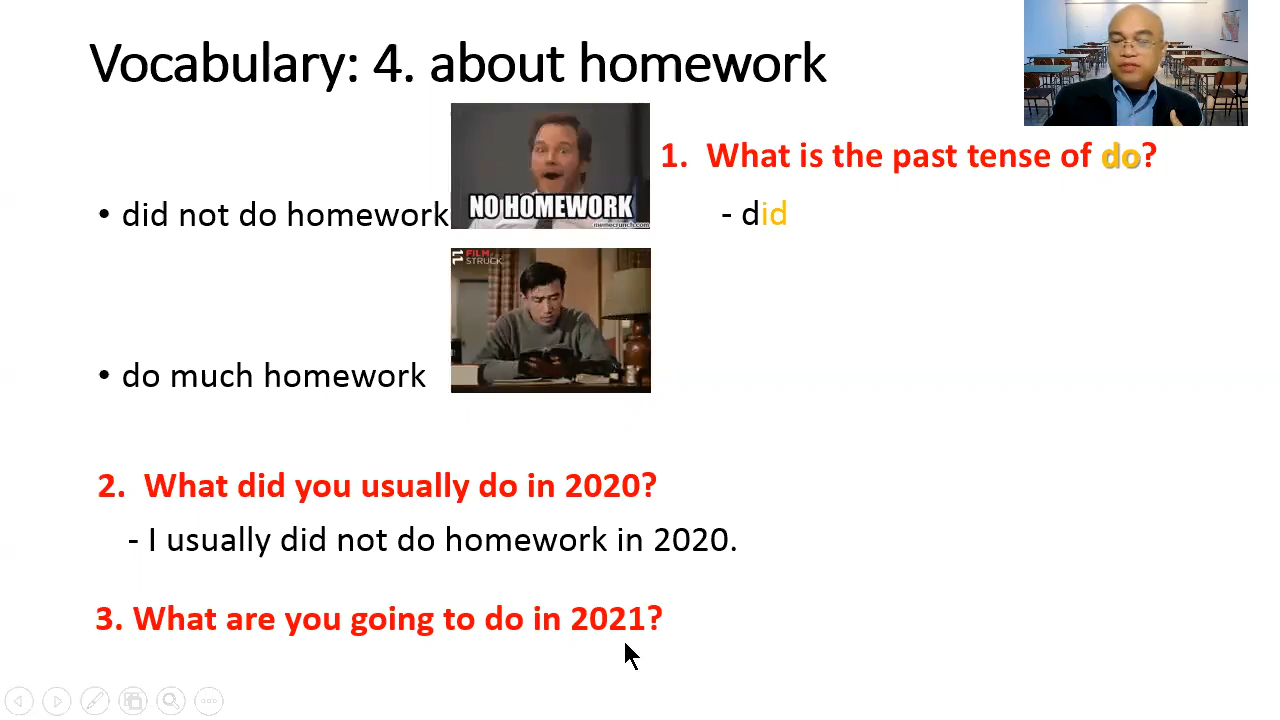 Vocabulary: 4. about homework
NO HOMEWORK
memecrunch.com
1. What is the past tense of do?
• did not do homework
- did
FILM
STRUCK
• do much homework
2. What did you usually do in 2020?
- I usually did not do homework in 2020.
3. What are you going to do in 2021?